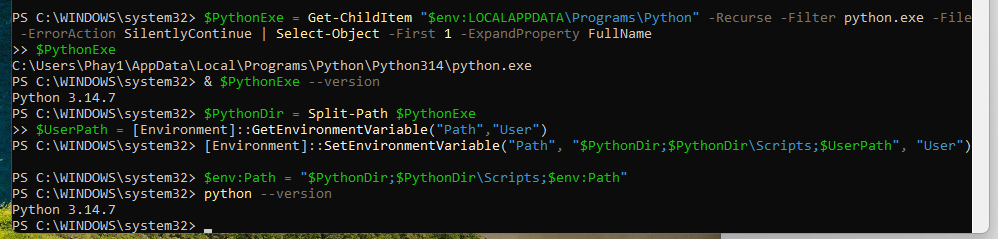 PS C:\WINDOWS\system32> $PythonExe = Get-ChildItem "$env:LOCALAPPDATA\Programs\Python" -Recurse -Filter python.exe -File
 -ErrorAction SilentlyContinue | Select-Object -First 1 -ExpandProperty FullName
>> $PythonExe
C:\Users\Phay1\AppData\Local\Programs\Python\Python314\python.exe
PS C:\WINDOWS\system32> & $PythonExe --version
Python 3.14.7
PS C:\WINDOWS\system32> $PythonDir = Split-Path $PythonExe
>> $UserPath = [Environment]::GetEnvironmentVariable("Path","User")
PS C:\WINDOWS\system32> [Environment]::SetEnvironmentVariable("Path", "$PythonDir;$PythonDir\Scripts;$UserPath", "User")
PS C:\WINDOWS\system32> $env:Path = "$PythonDir;$PythonDir\Scripts;$env:Path"
PS C:\WINDOWS\system32> python --version
Python 3.14.7
PS C:\WINDOWS\system32>